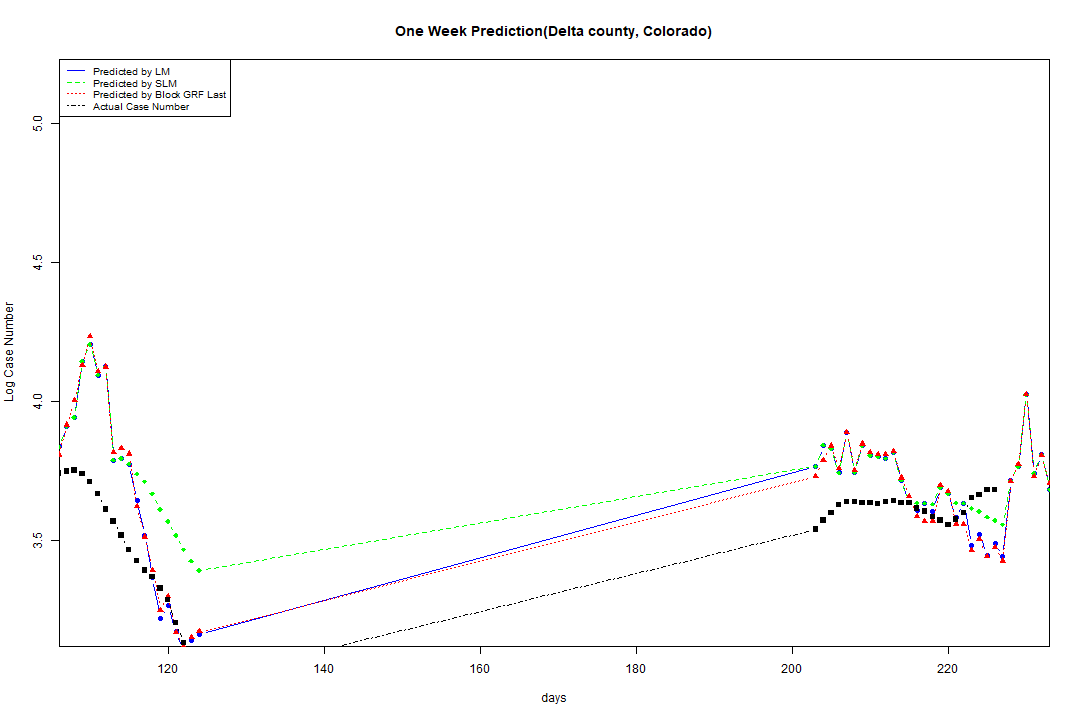 One Week Prediction(Delta county, Colorado)
Predicted by LM
Predicted by SLM
Predicted by Block GRF Last
Actual Case Number
5.0
4.5
4.0
3.5
Log Case Number
120 140 160 180 200 220
days